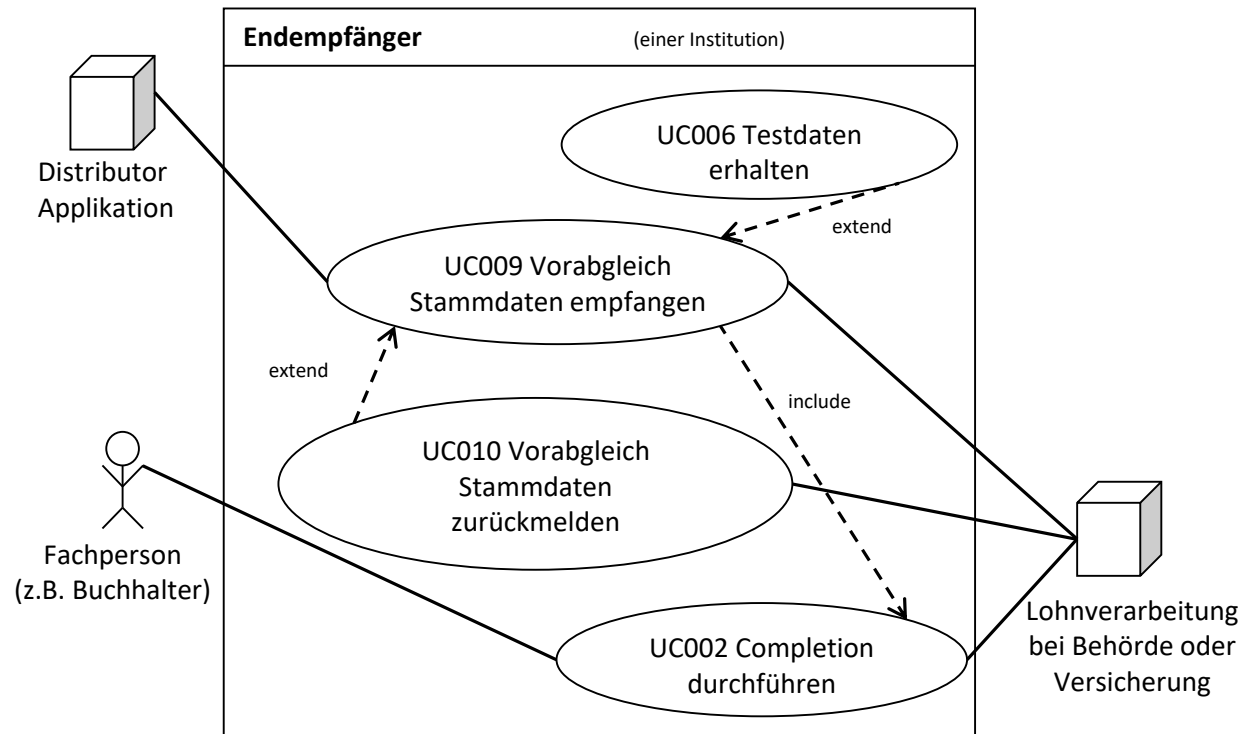 Endempfänger (einer Institution)
UC006 Testdaten
erhalten
Distributor
Applikation
extend
UC009 Vorabgleich
Stammdaten empfangen
extend
include
UC010 Vorabgleich
Stammdaten
zurückmelden
Fachperson
(z.B. Buchhalter)
UC002 Completion
durchführen
Lohnverarbeitung
bei Behörde oder
Versicherung